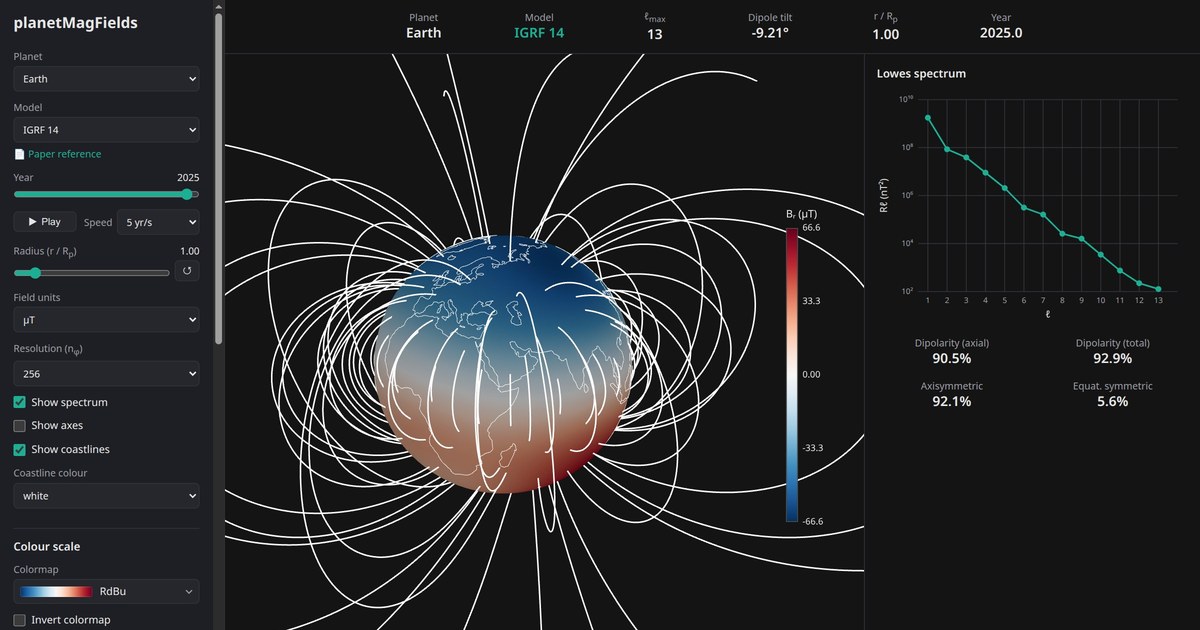 planetMagFields
Planet
Earth
Model
IGRF 14
📄 Paper reference
Year 2025
▶ Play Speed 5 yr/s
Radius (r / Rp) 1.00
↺
Field units
μT
Resolution (nφ)
256
Show spectrum
Show axes
Show coastlines
Coastline colour
white
Colour scale
Colormap
RdBu
Invert colormap
Planet
Earth
Model
IGRF 14
ℓmax
13
Dipole tilt
-9.21°
r / Rp
1.00
Year
2025.0
Bᵣ (μT)
66.6
33.3
0.00
-33.3
-66.6
Lowes spectrum
10¹⁰
10⁸
10⁶
10⁴
10²
Rℓ (nT²)
1 2 3 4 5 6 7 8 9 10 11 12 13
ℓ
Dipolarity (axial)
90.5%
Dipolarity (total)
92.9%
Axisymmetric
92.1%
Equat. symmetric
5.6%